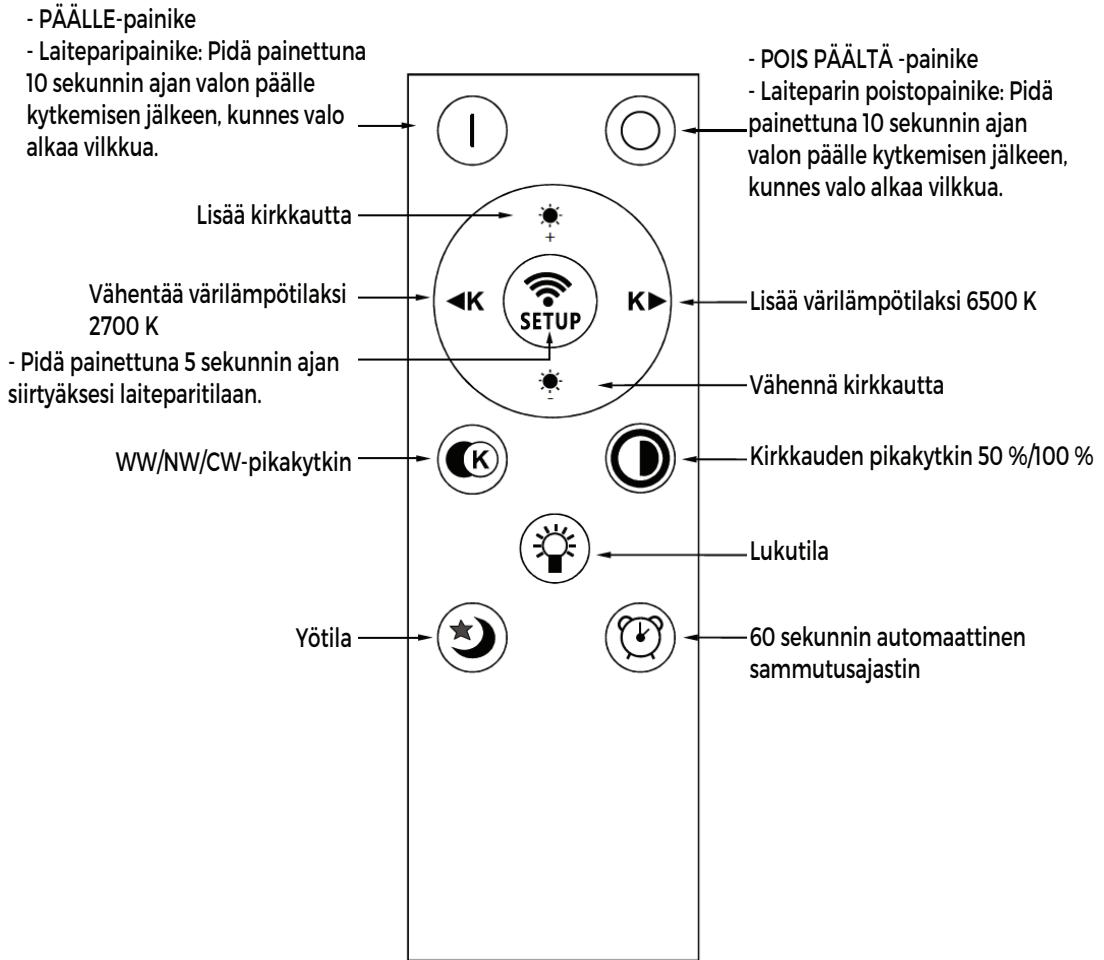 - PÄÄLLE-painike
- Laiteparipainike: Pidä painettuna
10 sekunnin ajan valon päälle
kytkemisen jälkeen, kunnes valo
alkaa vilkkua.
- POIS PÄÄLTÄ -painike
- Laiteparin poistopainike: Pidä
painettuna 10 sekunnin ajan
valon päälle kytkemisen jälkeen,
kunnes valo alkaa vilkkua.
Lisää kirkkautta
+
Vähentää värilämpötilaksi
2700 K
◀K
SETUP
K▶
Lisää värilämpötilaksi 6500 K
- Pidä painettuna 5 sekunnin ajan
siirtyäksesi laiteparitilaan.
-
Vähennä kirkkautta
WW/NW/CW-pikakytkin
K
Kirkkauden pikakytkin 50 %/100 %
Lukutila
Yötila
60 sekunnin automaattinen
sammutusajastin